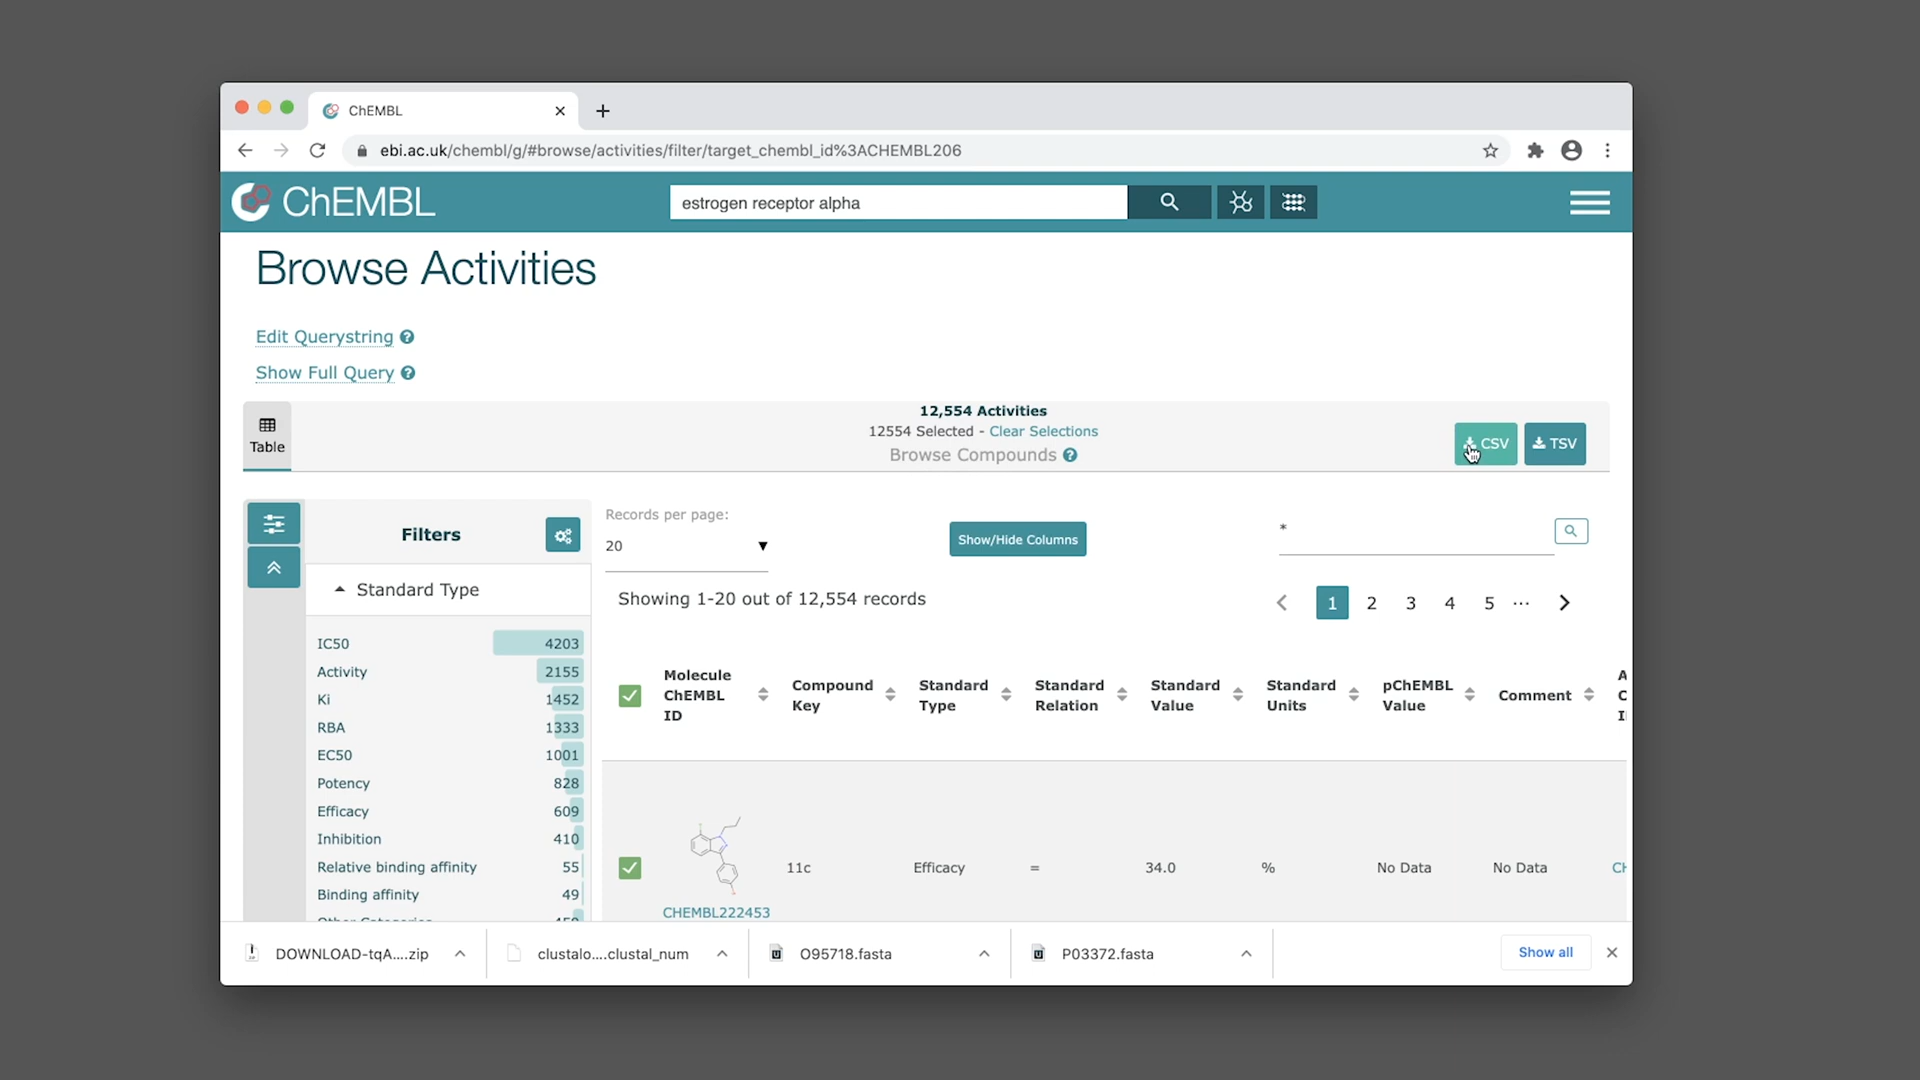 ChEMBL
ebi.ac.uk/chembl/g/#browse/activities/filter/target_chembl_id%3ACHEMBL206
ChEMBL
estrogen receptor alpha
Browse Activities
Edit Querystring
Show Full Query
12,554 Activities
Table
12554 Selected - Clear Selections
Browse Compounds
CSV
TSV
Filters
Standard Type
IC50 4203
Activity 2155
Ki 1452
RBA 1333
EC50 1001
Potency 828
Efficacy 609
Inhibition 410
Relative binding affinity 55
Binding affinity 49
Records per page:
20
Show/Hide Columns
*
Showing 1-20 out of 12,554 records
1 2 3 4 5 ...
Molecule ChEMBL ID
Compound Key
Standard Type
Standard Relation
Standard Value
Standard Units
pChEMBL Value
Comment
11c Efficacy = 34.0 % No Data No Data
CHEMBL222453
DOWNLOAD-tqA....zip
clustalo....clustal_num
O95718.fasta
P03372.fasta
Show all